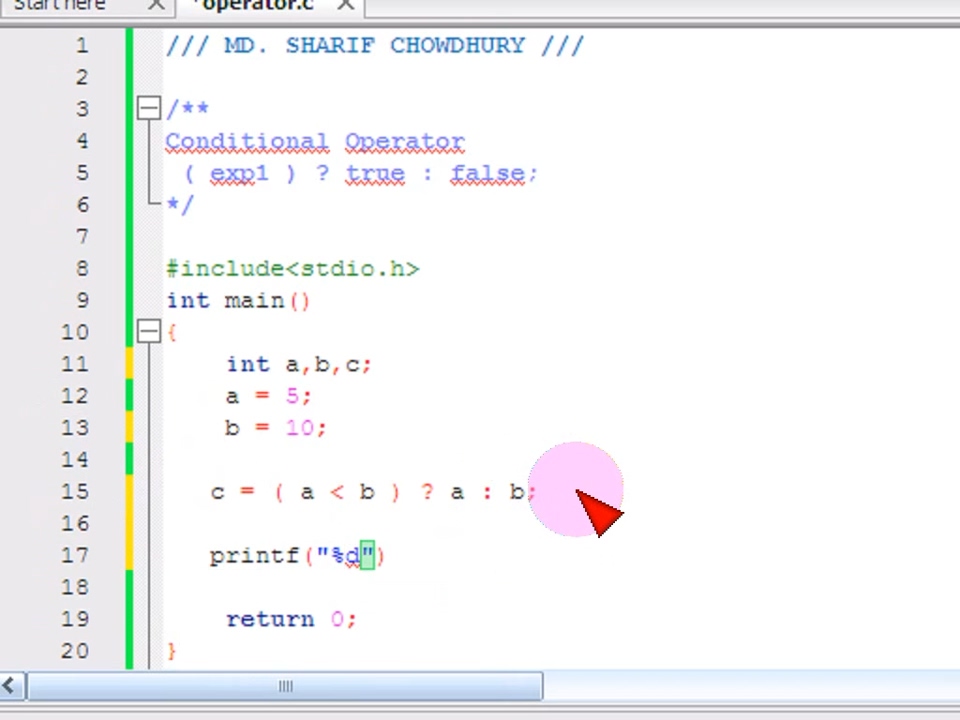 Start here X *operator.c X
1 /// MD. SHARIF CHOWDHURY ///
2
3 /**
4 Conditional Operator
5 ( exp1 ) ? true : false;
6 */
7
8 #include<stdio.h>
9 int main()
10 {
11 int a,b,c;
12 a = 5;
13 b = 10;
14
15 c = ( a < b ) ? a : b;
16
17 printf("%d")
18
19 return 0;
20 }